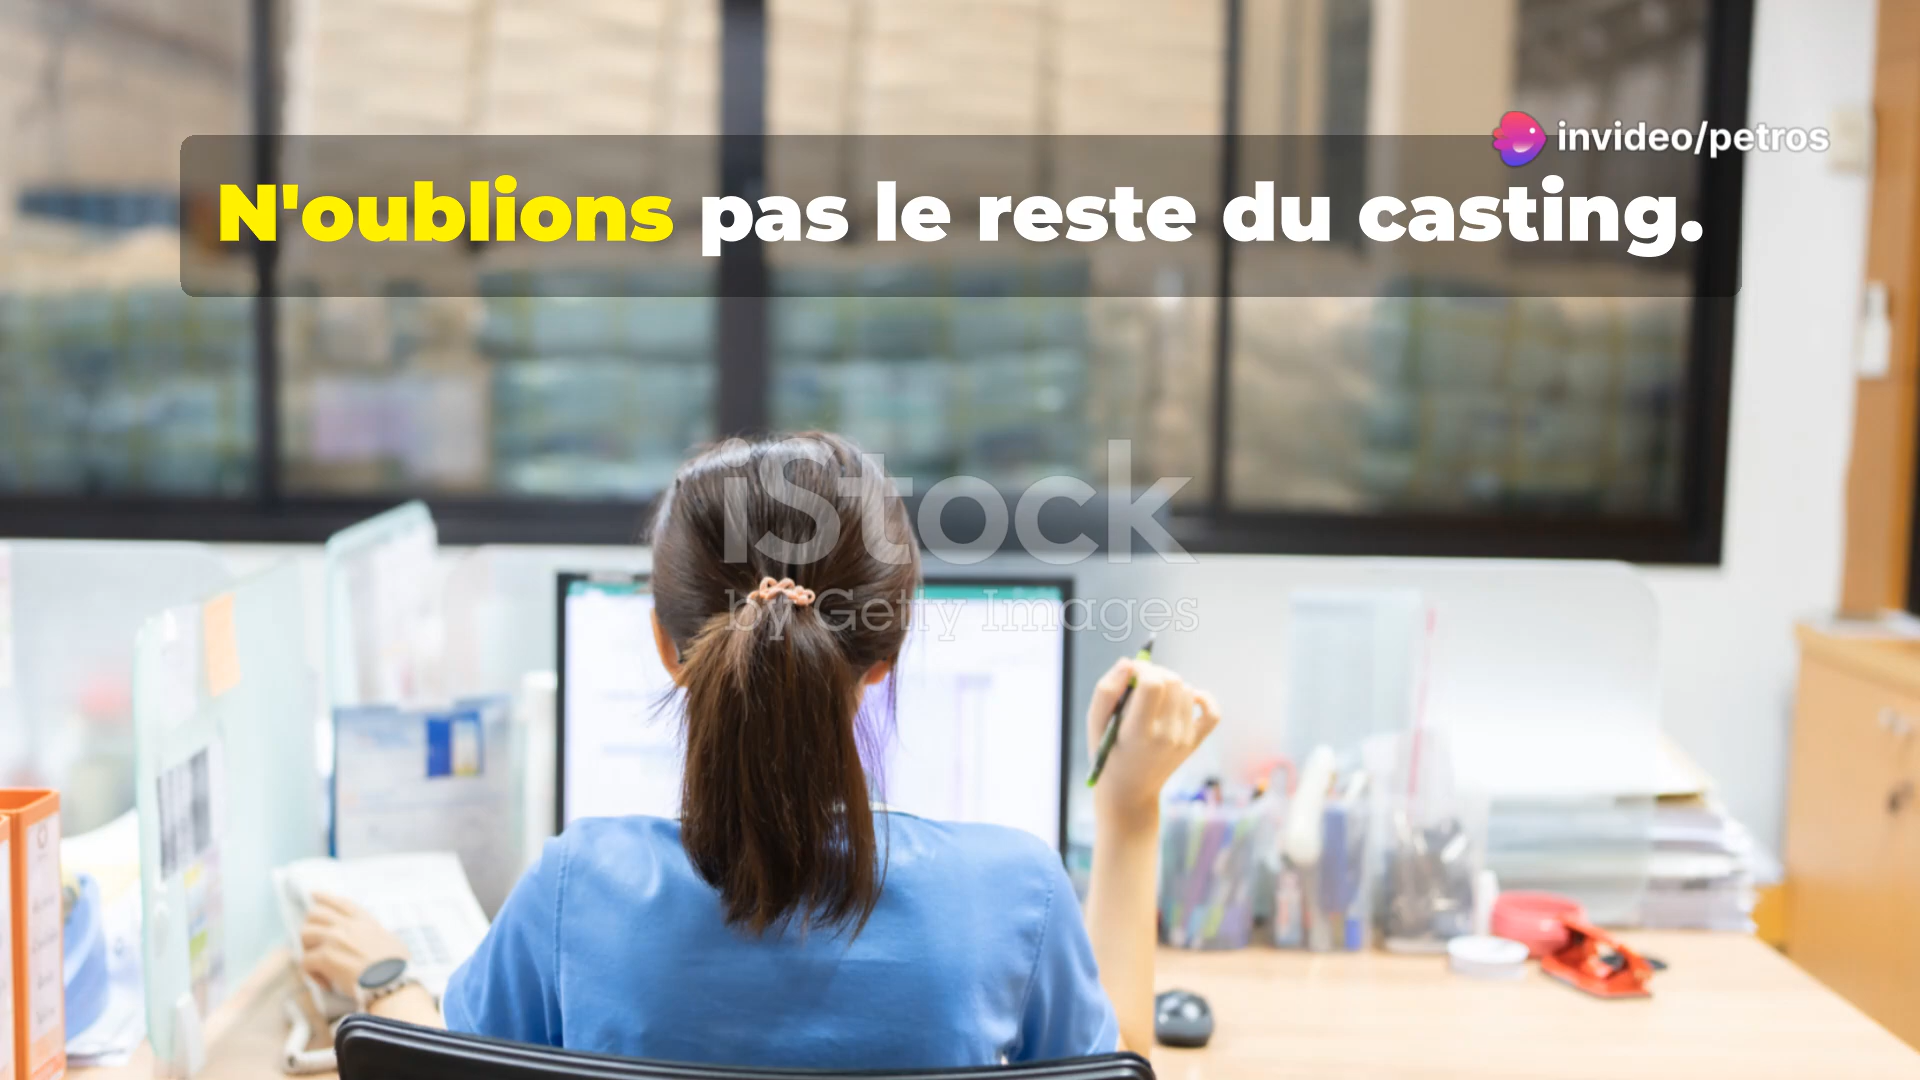 invideo/petros
N'oublions pas le reste du casting.
iStock
by Getty Images